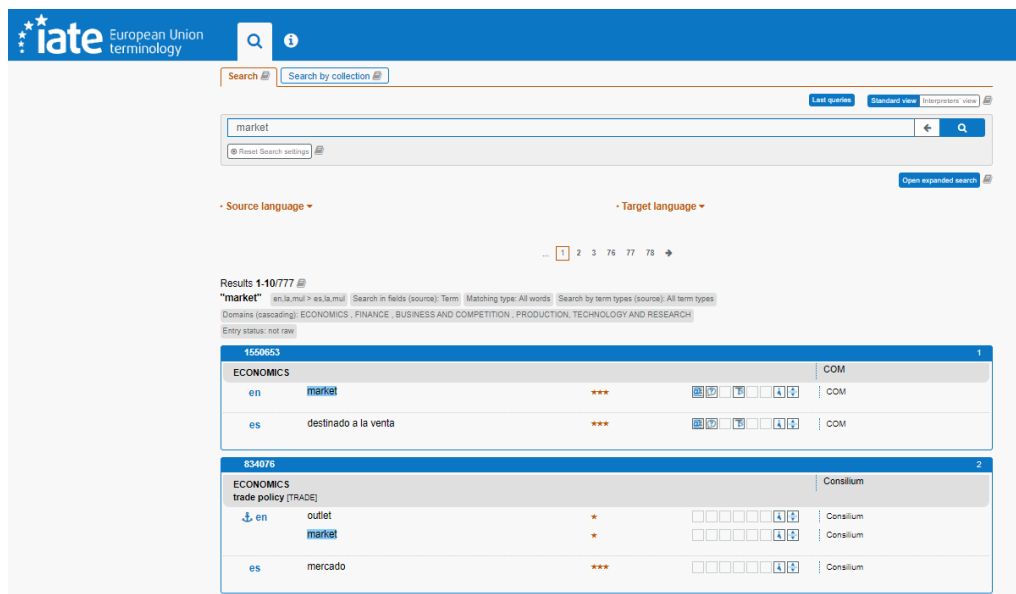 iate European Union
terminology
Search
Search by collection
Last queries
Standard view
Interpreters' view
market
Reset Search settings
Open expanded search
Source language
Target language
... 1 2 3 76 77 78
Results 1-10/777
"market" en,la,mul > es,la,mul Search in fields (source): Term Matching type: All words Search by term types (source): All term types
Domains (cascading): ECONOMICS , FINANCE , BUSINESS AND COMPETITION , PRODUCTION, TECHNOLOGY AND RESEARCH
Entry status: not raw
1550653 1
ECONOMICS COM
en market *** COM
es destinado a la venta *** COM
834076 2
ECONOMICS Consilium
trade policy [TRADE]
en outlet * Consilium
market * Consilium
es mercado *** Consilium